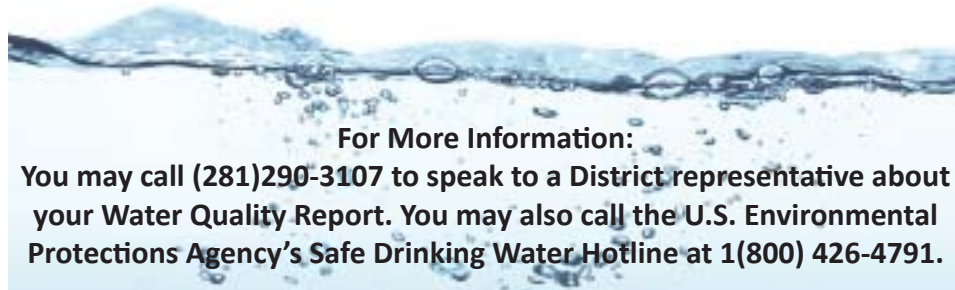 For More Information:
You may call (281)290-3107 to speak to a District representative about
your Water Quality Report. You may also call the U.S. Environmental
Protections Agency’s Safe Drinking Water Hotline at 1(800) 426-4791.